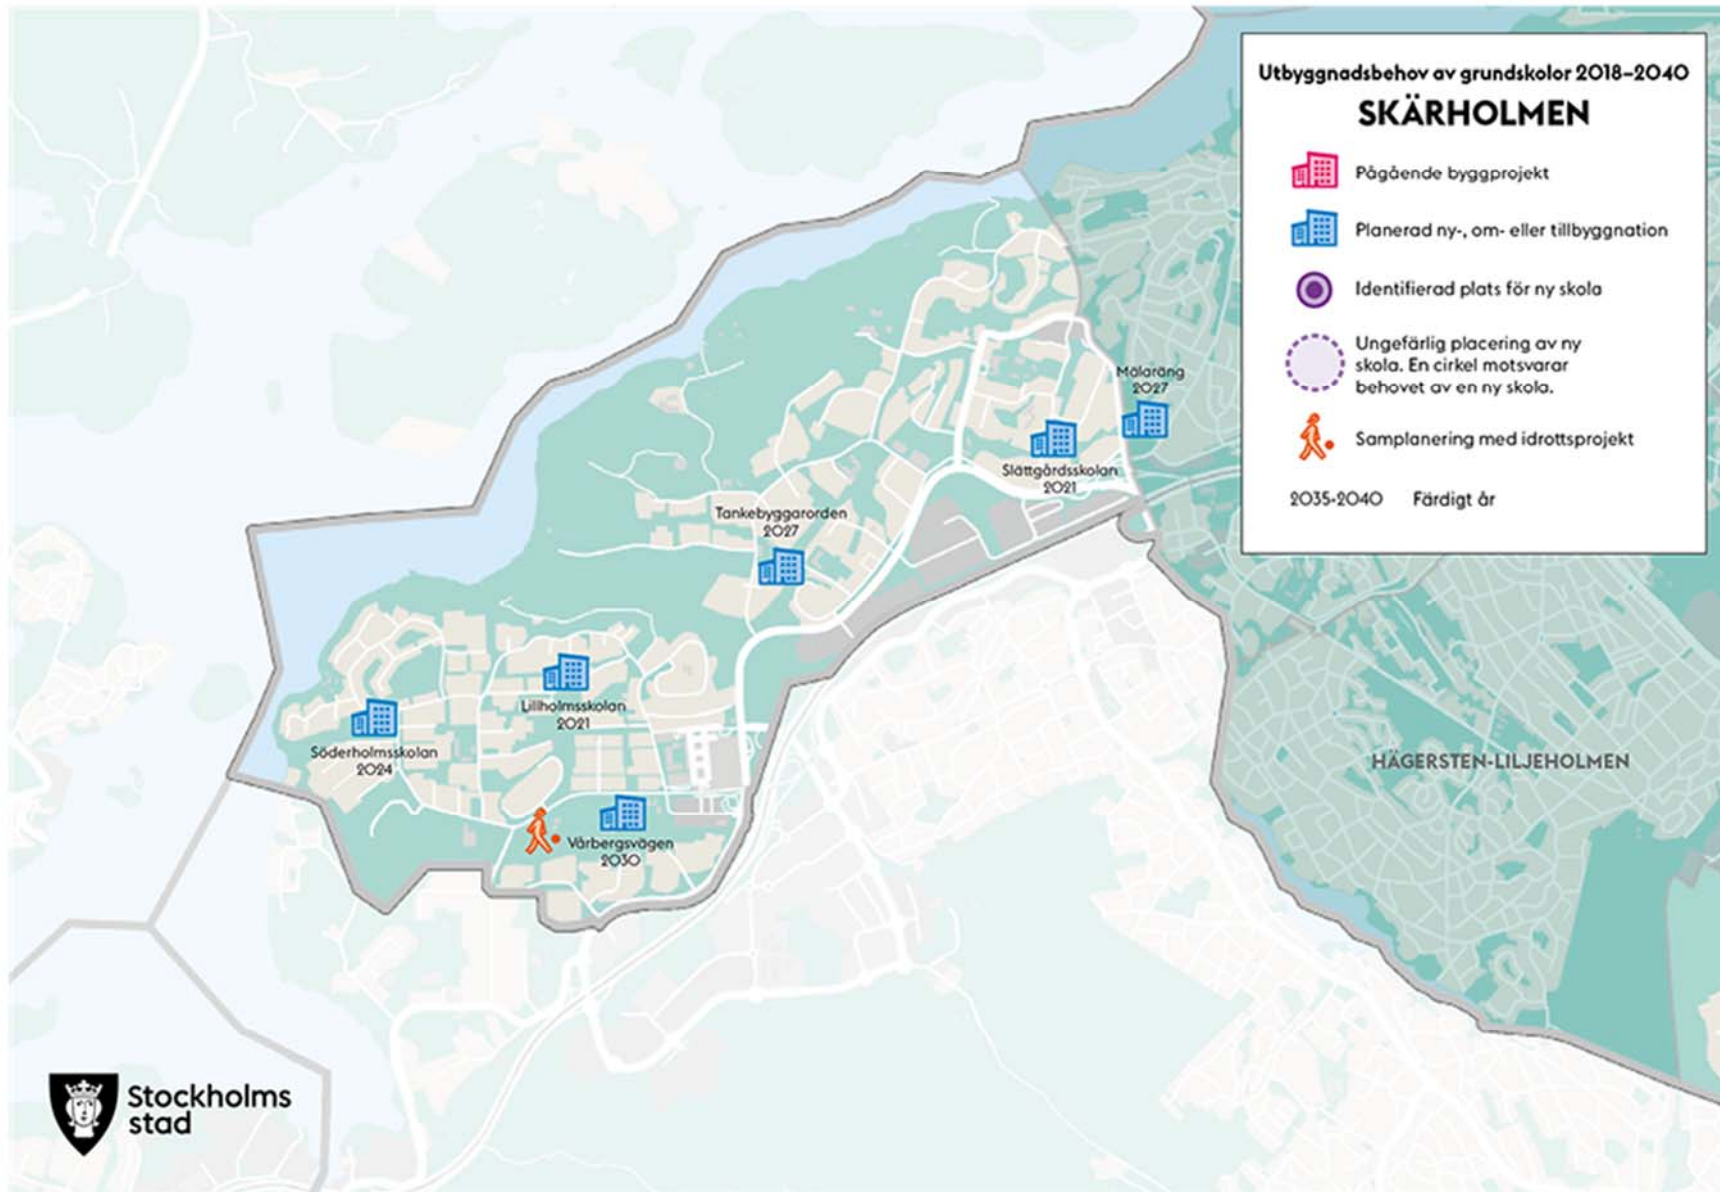 Utbyggnadsbehov av grundskolor 2018–2040
SKÄRHOLMEN
Pågående byggprojekt
Planerad ny-, om- eller tillbyggnation
Identifierad plats för ny skola
Ungefärlig placering av ny
skola. En cirkel motsvarar
behovet av en ny skola.
Samplanering med idrottsprojekt
2035-2040 Färdigt år
Mälaräng
2027
Slättgårdsskolan
2021
Tankebyggarorden
2027
Lillholmsskolan
2021
Söderholmsskolan
2024
Vårbergsvägen
2030
HÄGERSTEN-LILJEHOLMEN
Stockholms
stad